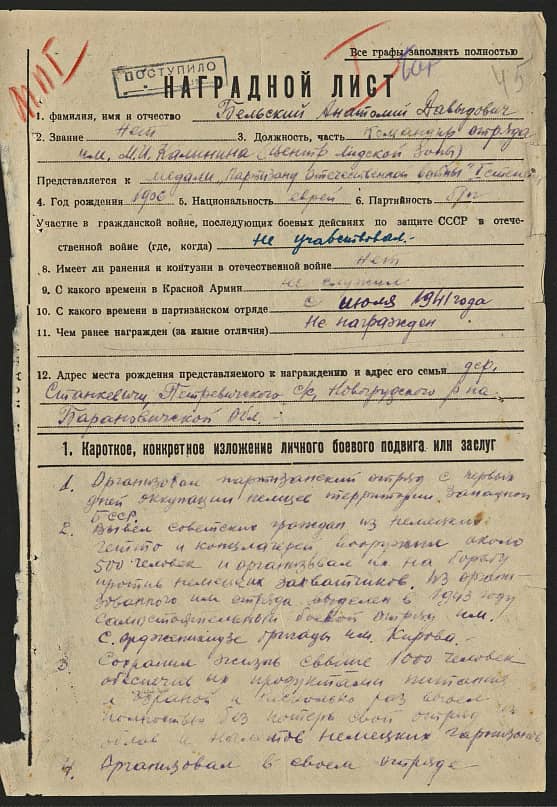 Все графы заполнять полностью
ПОСТУПИЛО
45
НАГРАДНОЙ ЛИСТ
1. фамилия, имя и отчество Бельский Анатолий Давыдович
2. Звание Нет 3. Должность, часть Командир отряда
им. М.И. Калинина (Центр Лидской Зоны)
Представляется к медали „Партизану Отечественной войны" I степени,
4. Год рождения 1906 5. Национальность еврей 6. Партийность б/п
Участие в гражданской войне, последующих боевых дейсвиях по защите СССР в отече-
ственной войне (где, когда) Не учавствовал.-
8. Имеет ли ранения и контузии в отечественной войне Нет
9. С какого времени в Красной Армии не служил
10. С какого времени в партизанском отряде с июля 1941 года
11. Чем ранее награжден (за какие отличия) Не награжден
12. Адрес места рождения представляемого к награждению и адрес его семьи дер.
Станкевичи, Петревичского с/с, Новогрудского р-на
Барановичской обл.-
1. Короткое, конкретное изложение личного боевого подвига или заслуг
1. Организовал партизанский отряд с первых
дней оккупации немцев территории Западной
БССР.
2. Вывел советских граждан из немецких
гетто и концлагерей вооружил около
500 человек и организвал их на борьбу
против немецких захватчиков. Из органи-
зованного им отряда выделен в 1943 году
самостоятельный боевой отряд им.
С. Орджоникидзе бригады им. Кирова.-
3. Сохранил жизнь свыше 1000 человек
обеспечив их продуктами питания
и охраной и несколько раз вывел
полностью без потерь свой отряд
облав и налетов немецких гарнизонов
4. Организовал в своем отряде